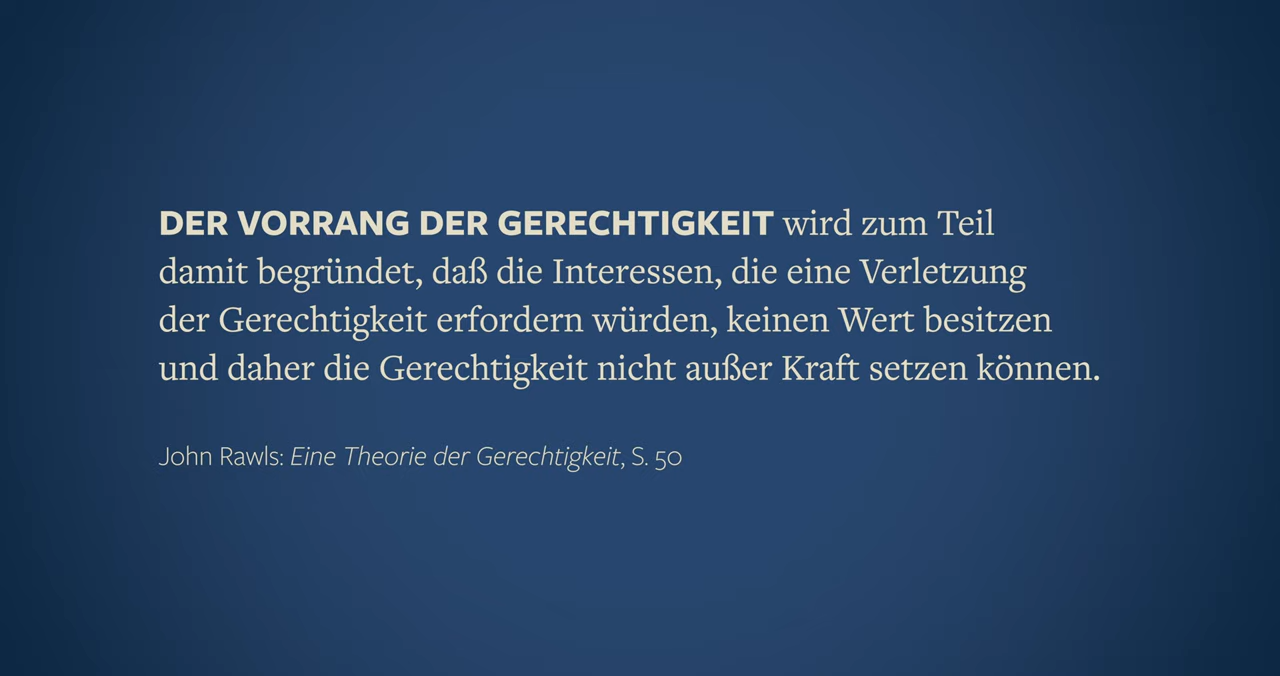 DER VORRANG DER GERECHTIGKEIT wird zum Teil
damit begründet, daß die Interessen, die eine Verletzung
der Gerechtigkeit erfordern würden, keinen Wert besitzen
und daher die Gerechtigkeit nicht außer Kraft setzen können.
John Rawls: Eine Theorie der Gerechtigkeit, S. 50